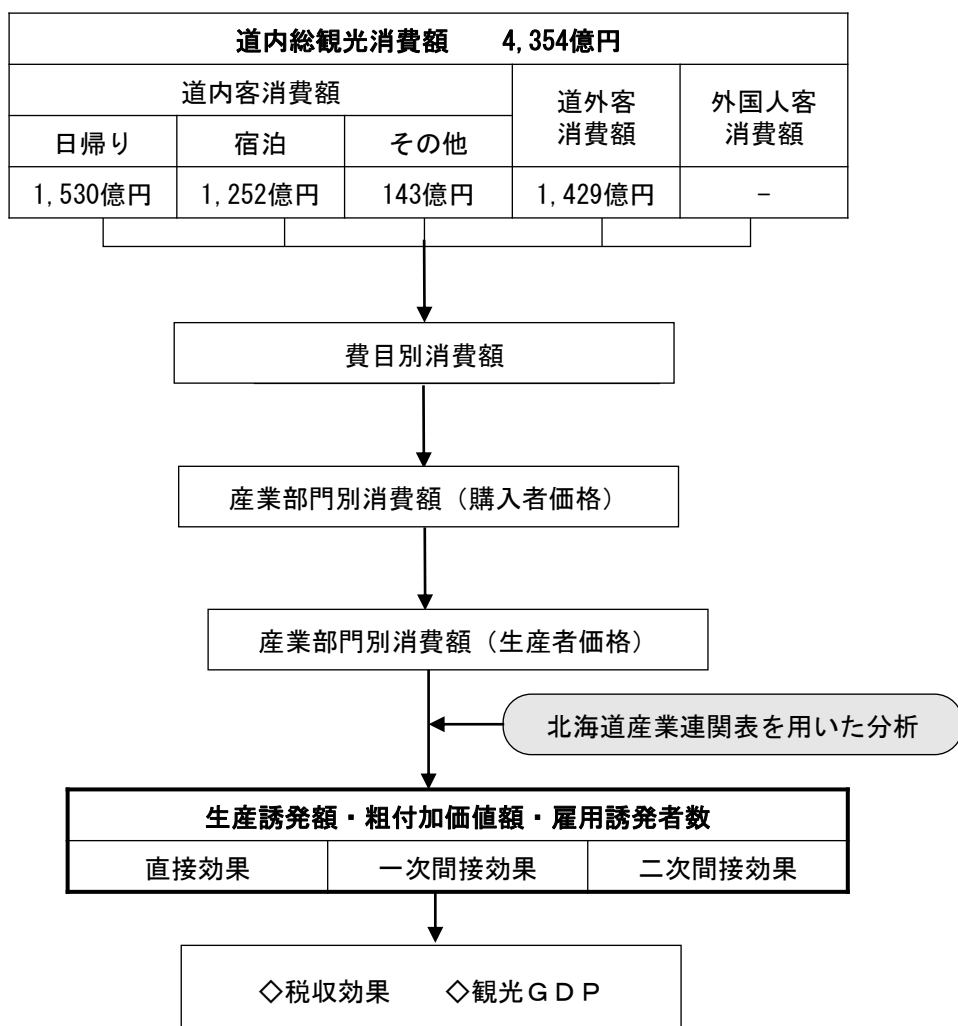 道内総観光消費額　　4,354億円
道内客消費額
道外客
消費額
外国人客
消費額
日帰り
宿泊
その他
1,530億円
1,252億円
143億円
1,429億円
－
費目別消費額
産業部門別消費額（購入者価格）
産業部門別消費額（生産者価格）
北海道産業連関表を用いた分析
生産誘発額・粗付加価値額・雇用誘発者数
直接効果
一次間接効果
二次間接効果
◇税収効果　　◇観光ＧＤＰ